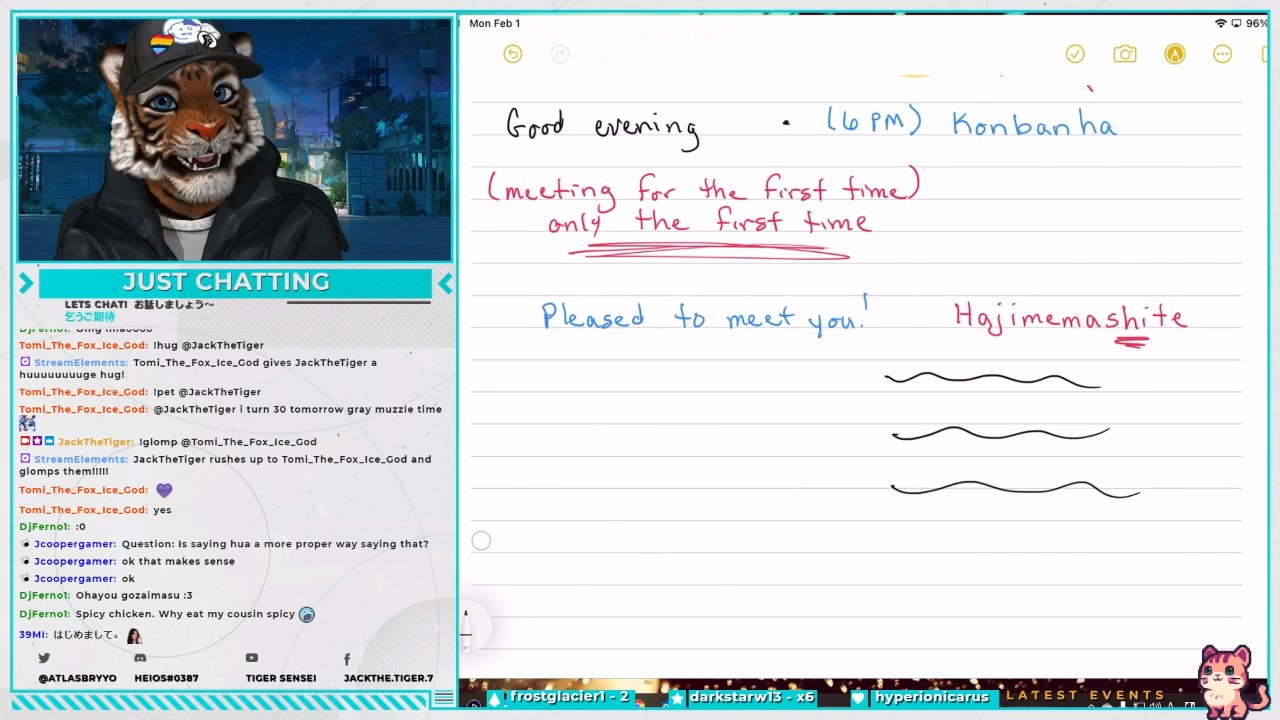 Mon Feb 1
96%
Good evening • (6 PM) Konbanha
(meeting for the first time)
only the first time
Pleased to meet you! Hajimemashite
JUST CHATTING
LETS CHAT! お話しましょう〜
乞うご期待
Tomi_The_Fox_Ice_God: !hug @JackTheTiger
StreamElements: Tomi_The_Fox_Ice_God gives JackTheTiger a
huuuuuuuuge hug!
Tomi_The_Fox_Ice_God: !pet @JackTheTiger
Tomi_The_Fox_Ice_God: @JackTheTiger i turn 30 tomorrow gray muzzle time
JackTheTiger: !glomp @Tomi_The_Fox_Ice_God
StreamElements: JackTheTiger rushes up to Tomi_The_Fox_Ice_God and
glomps them!!!!!
Tomi_The_Fox_Ice_God:
Tomi_The_Fox_Ice_God: yes
DjFerno1: :0
Jcoopergamer: Question: Is saying hua a more proper way saying that?
Jcoopergamer: ok that makes sense
Jcoopergamer: ok
DjFerno1: Ohayou gozaimasu :3
DjFerno1: Spicy chicken. Why eat my cousin spicy
39MI: はじめまして。
@ATLASBRYYO HEIOS#0387 TIGER SENSEI JACKTHE.TIGER.7
frostglacier1 - 2 darkstarw13 - x6 hyperionicarus LATEST EVENTS